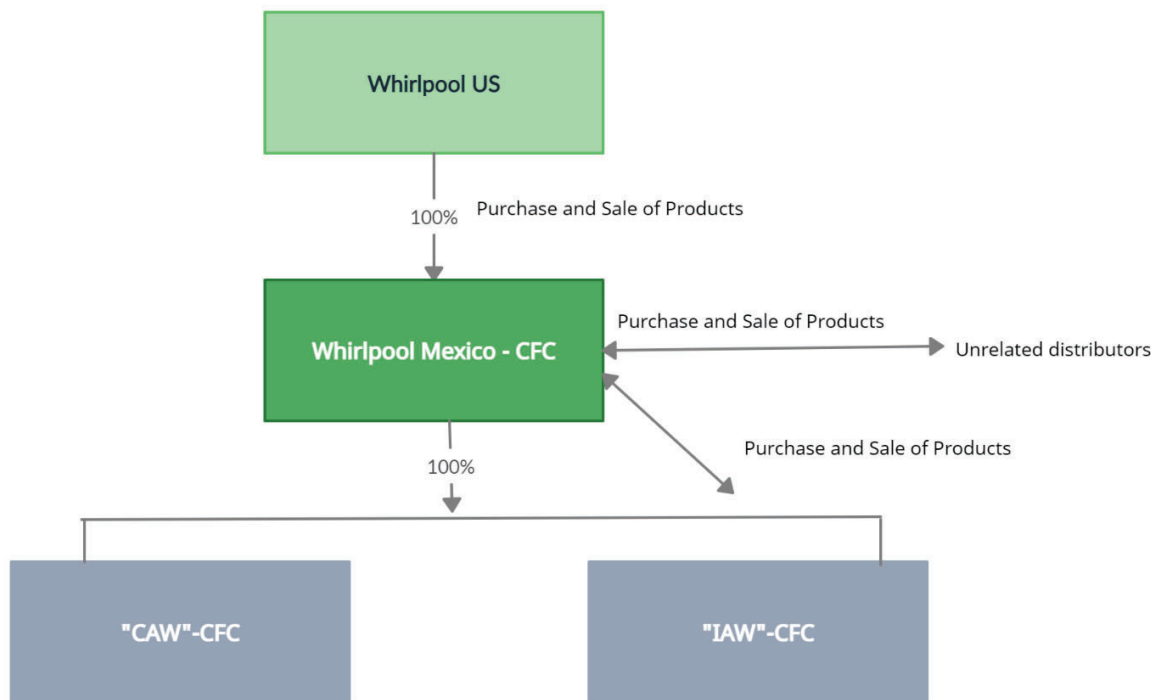 Whirlpool US
100%
Purchase and Sale of Products
Whirlpool Mexico - CFC
Purchase and Sale of Products
Unrelated distributors
Purchase and Sale of Products
100%
"CAW"-CFC
"IAW"-CFC